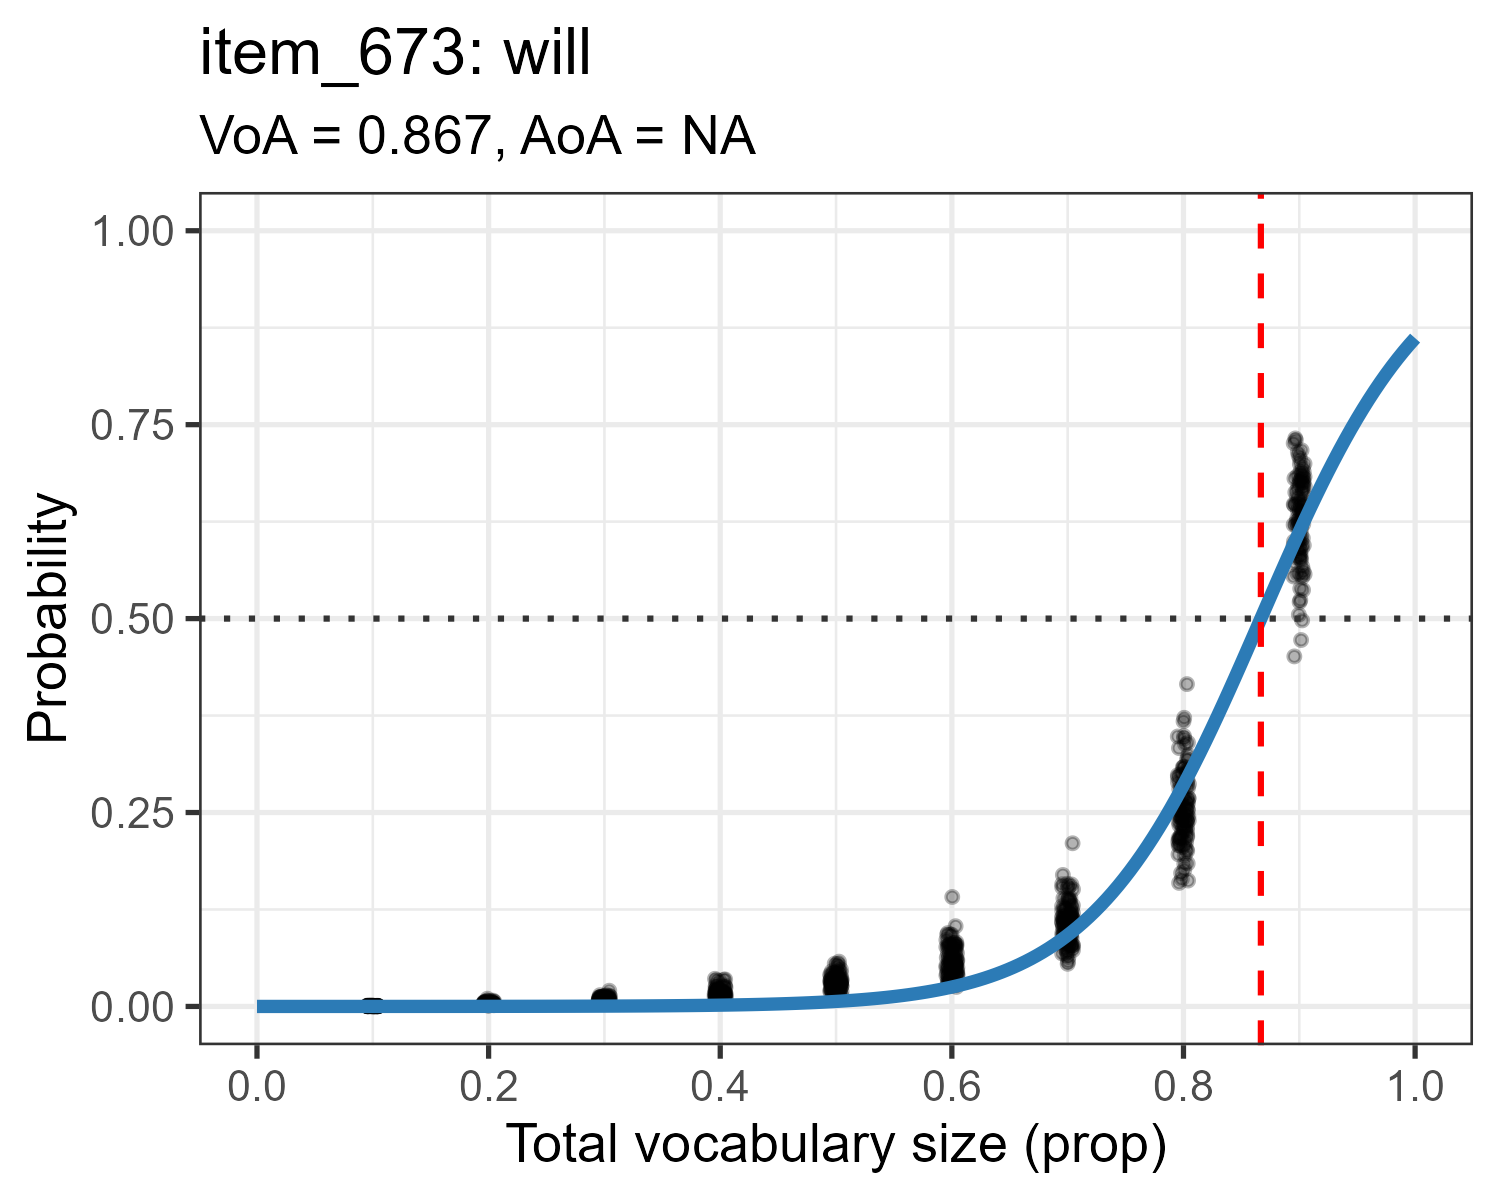 item_673: will
VoA = 0.867, AoA = NA
1.00
0.75
0.50
0.25
0.00
Probability
0.0 0.2 0.4 0.6 0.8 1.0
Total vocabulary size (prop)